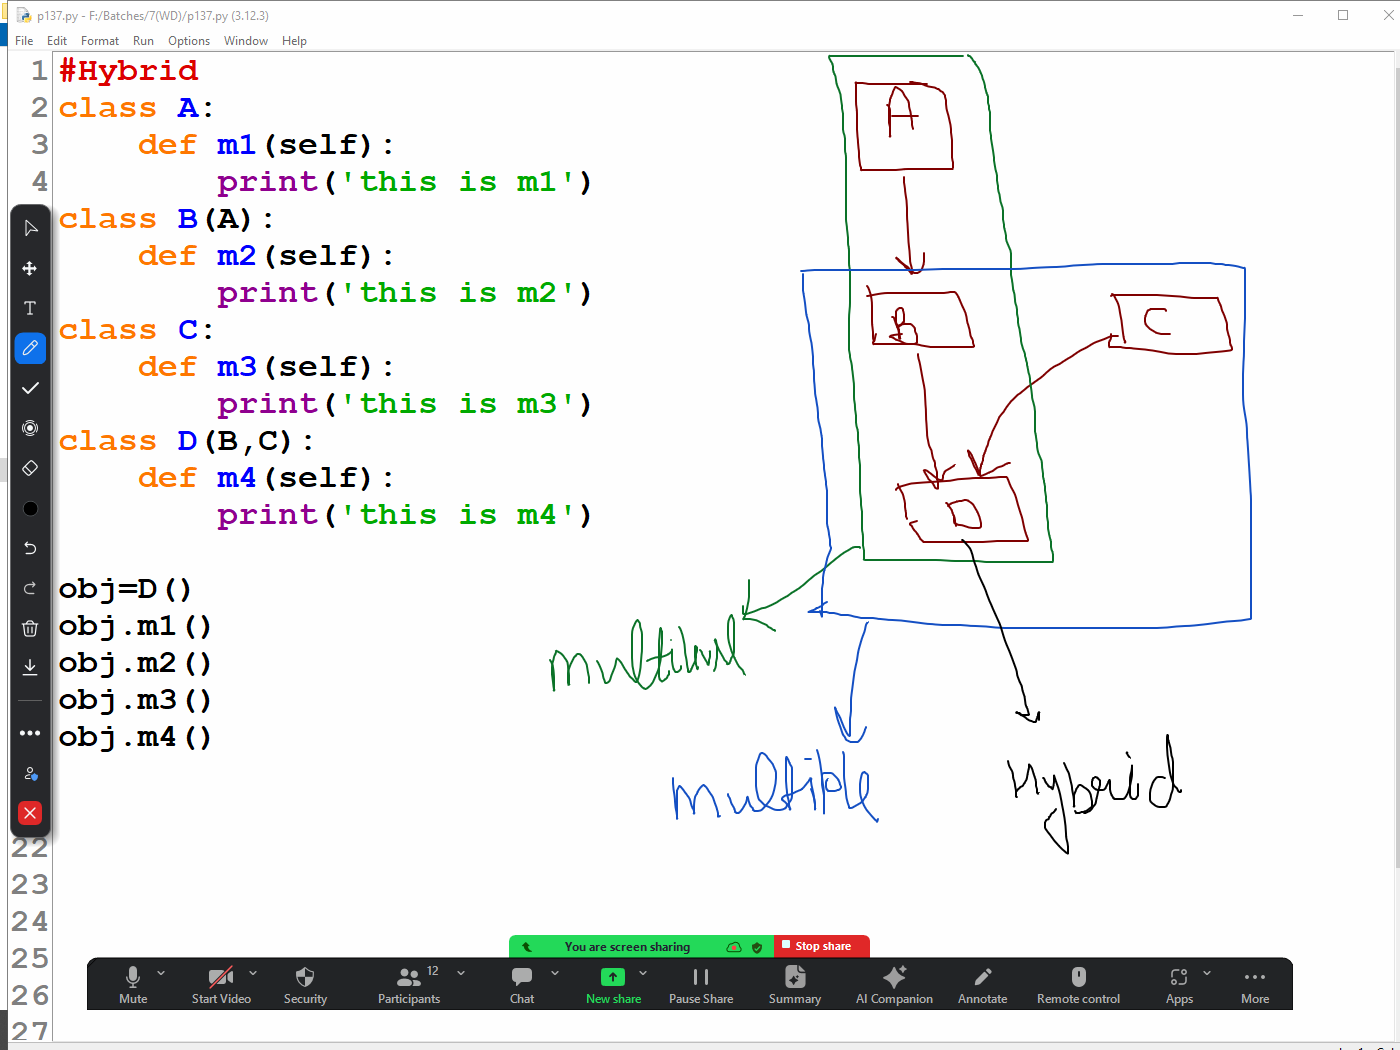 p137.py - F:/Batches/7(WD)/p137.py (3.12.3)
File Edit Format Run Options Window Help
1 #Hybrid
2 class A:
3 def m1(self):
4 print('this is m1')
class B(A):
def m2(self):
print('this is m2')
class C:
def m3(self):
print('this is m3')
class D(B,C):
def m4(self):
print('this is m4')
obj=D()
obj.m1()
obj.m2()
obj.m3()
obj.m4()
22
23
24
25
26
27
A
B
C
D
multiple
hybrid
You are screen sharing Stop share
12
Mute Start Video Security Participants Chat New share Pause Share Summary AI Companion Annotate Remote control Apps More